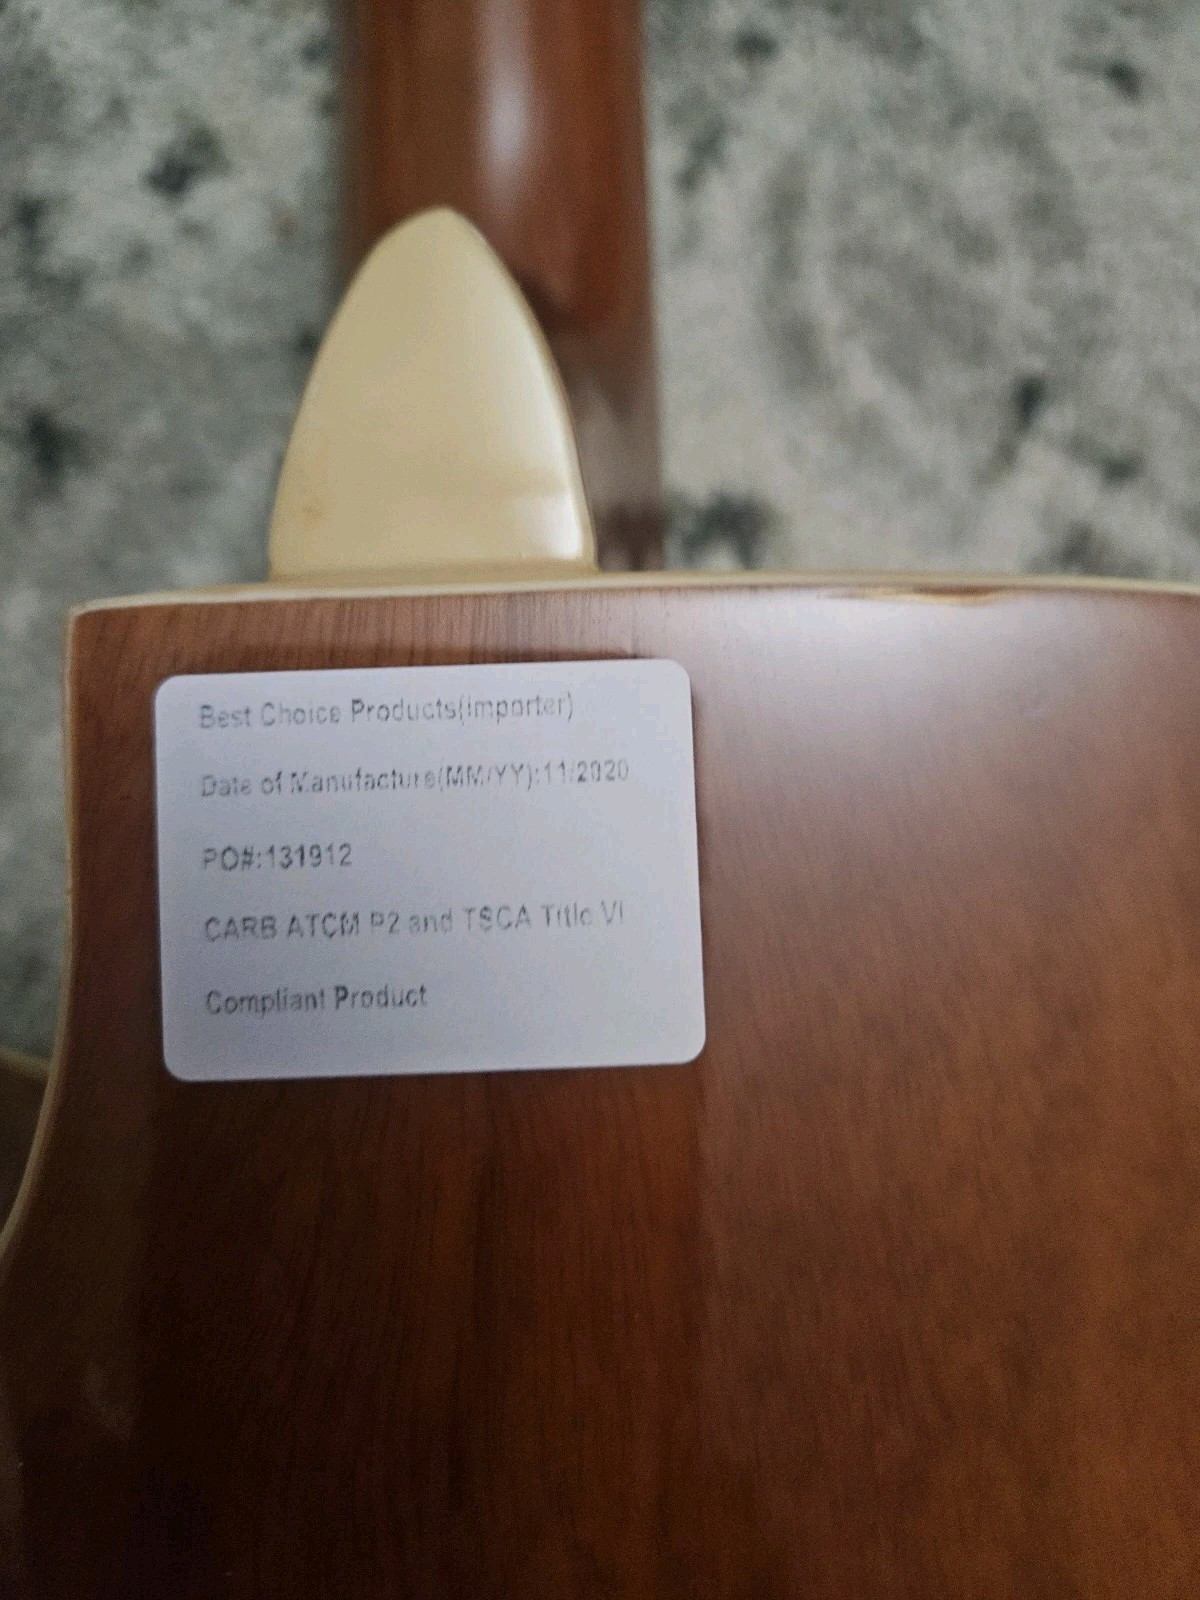 Best Choice Products(importer)
Date of Manufacture(MM/YY):11/2020
PO#:131912
CARB ATCM P2 and TSCA Title VI
Compliant Product